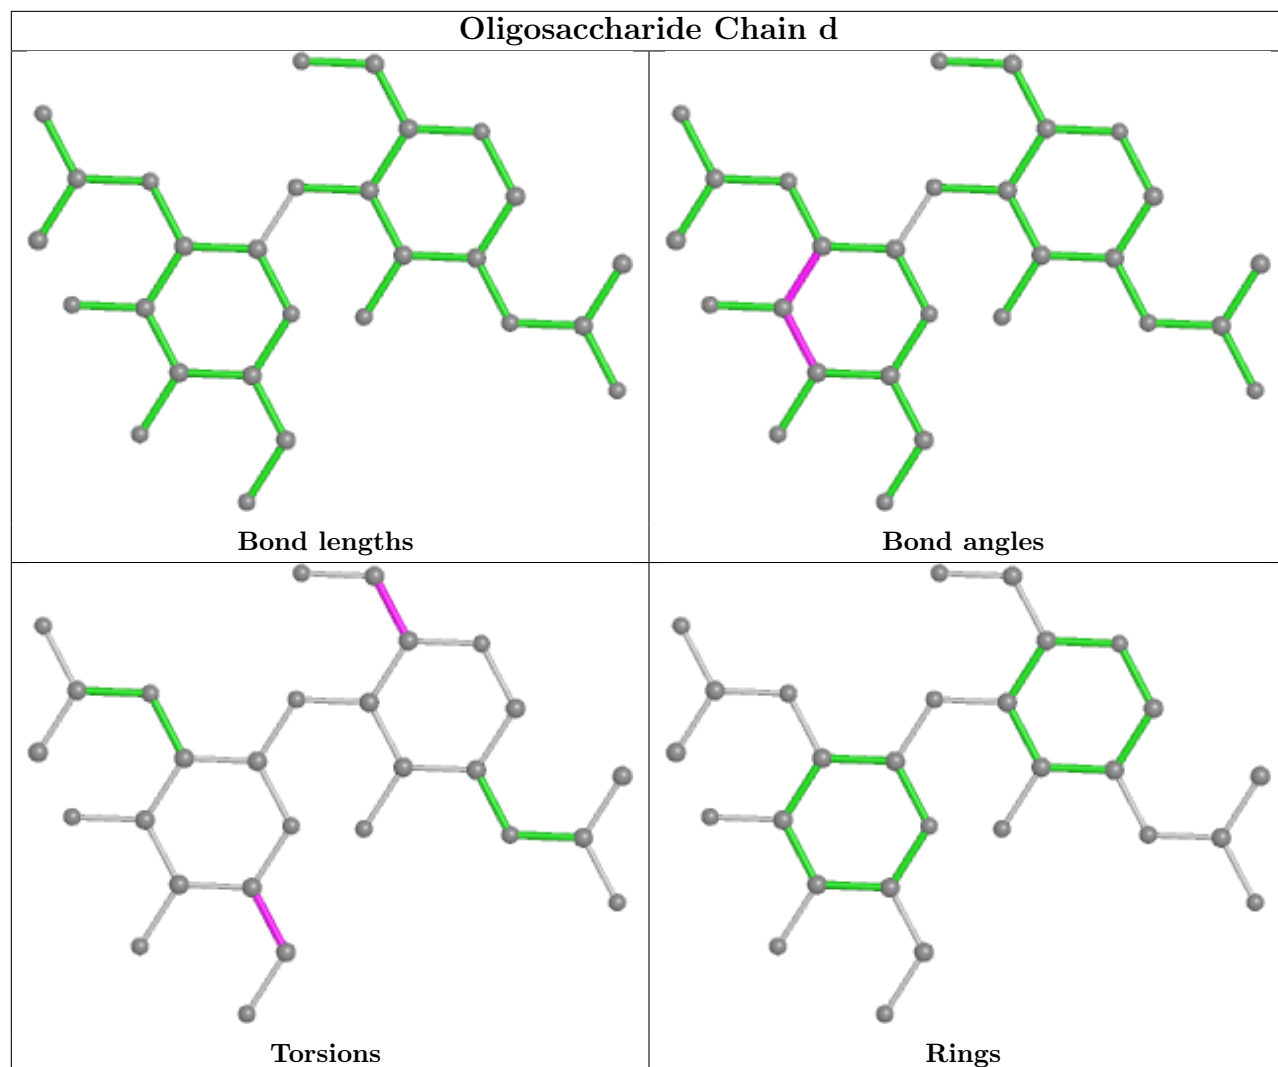 Oligosaccharide Chain d
Bond lengths
Bond angles
Torsions
Rings